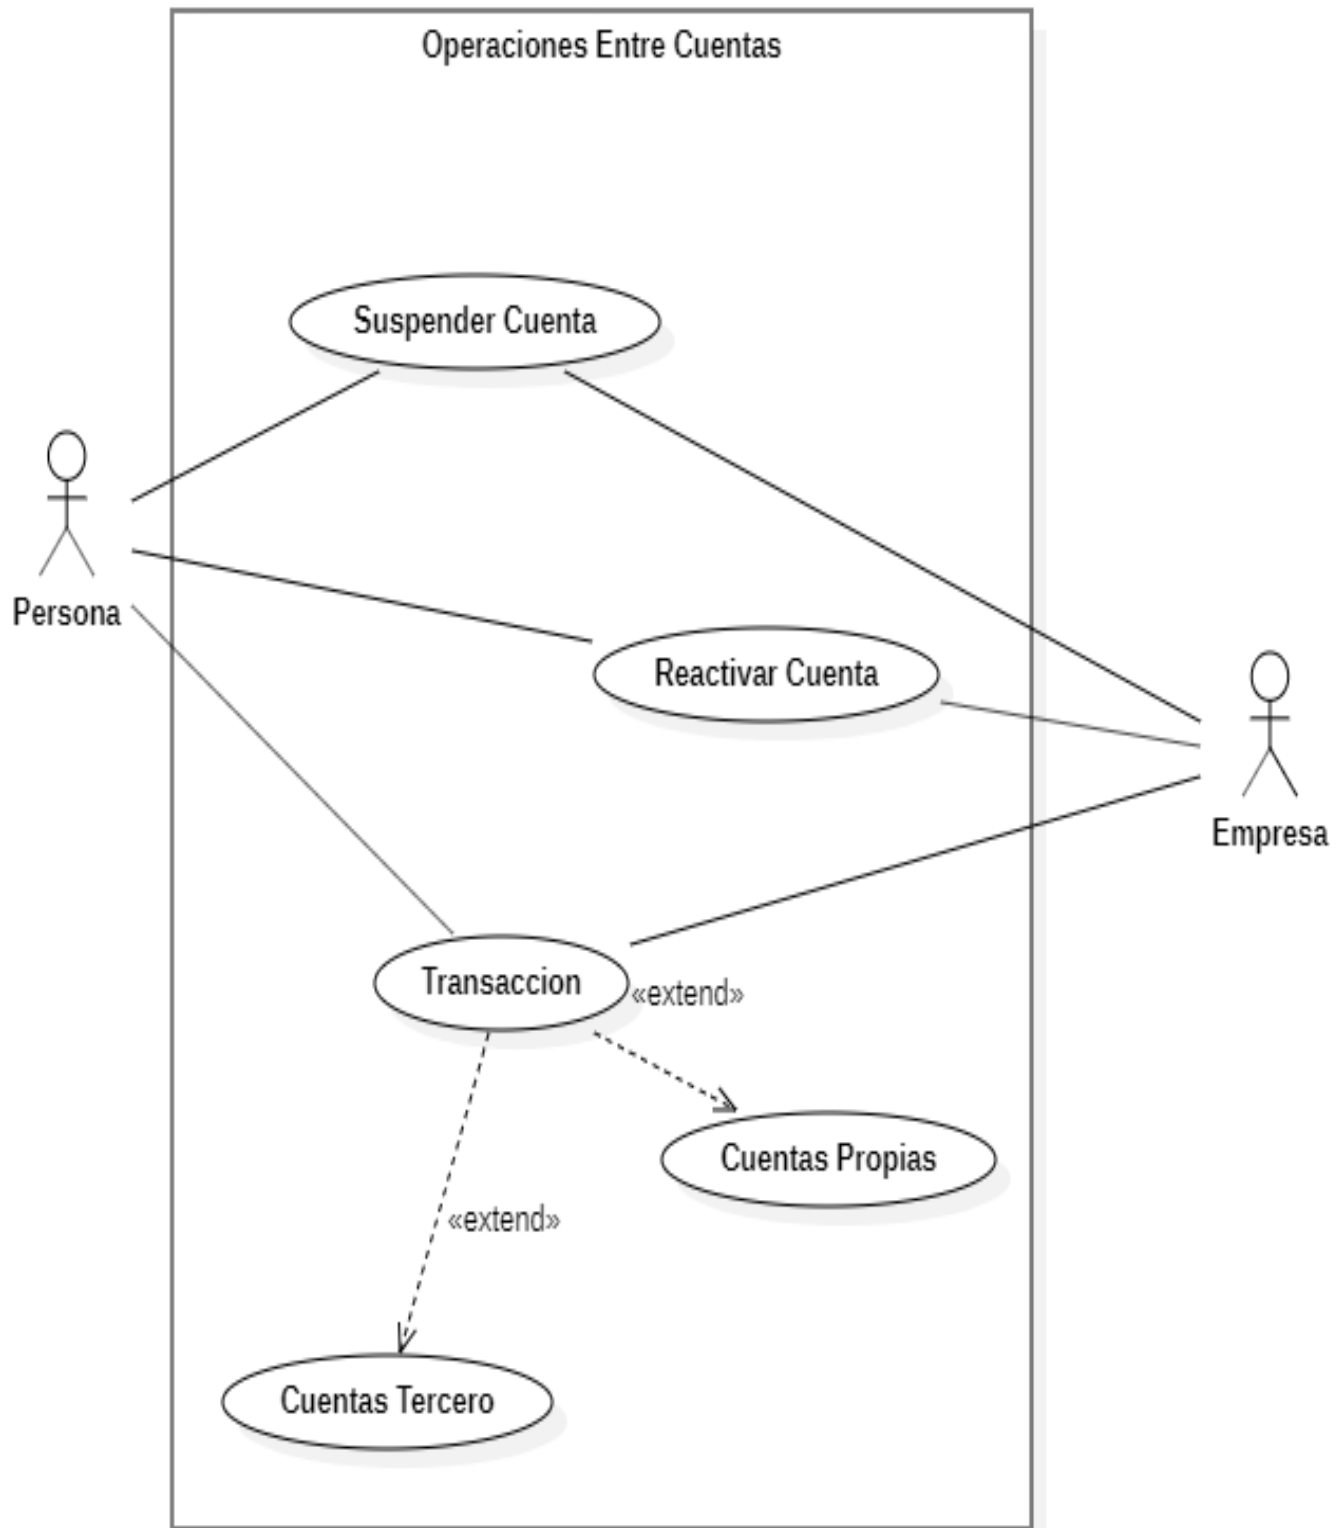 Operaciones Entre Cuentas
Suspender Cuenta
Persona
Reactivar Cuenta
Empresa
Transaccion
«extend»
Cuentas Propias
«extend»
Cuentas Tercero